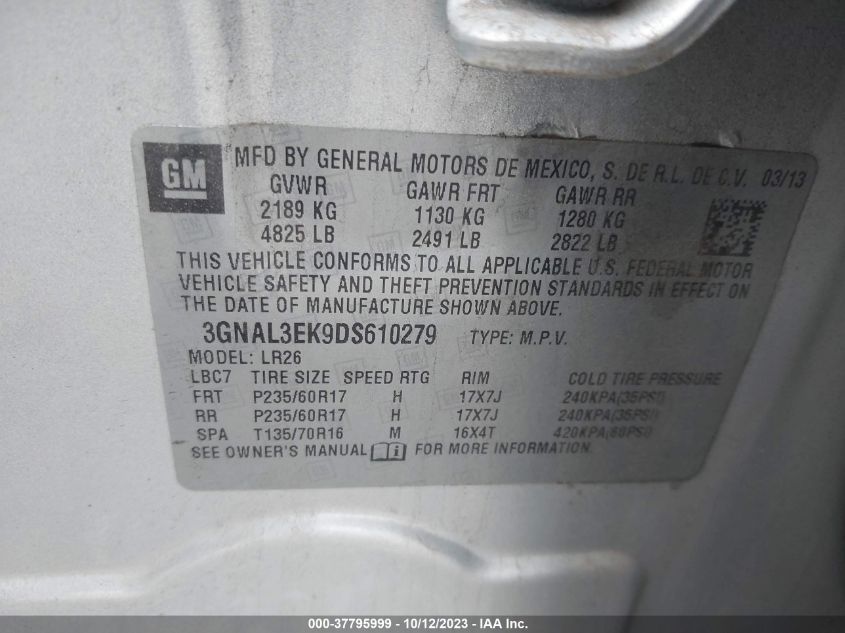 GM MFD BY GENERAL MOTORS DE MEXICO, S. DE R.L. DE C.V. 03/13
GVWR GAWR FRT GAWR RR
2189 KG 1130 KG 1280 KG
4825 LB 2491 LB 2822 LB
THIS VEHICLE CONFORMS TO ALL APPLICABLE U.S. FEDERAL MOTOR
VEHICLE SAFETY AND THEFT PREVENTION STANDARDS IN EFFECT ON
THE DATE OF MANUFACTURE SHOWN ABOVE.
3GNAL3EK9DS610279 TYPE: M.P.V.
MODEL: LR26
LBC7 TIRE SIZE SPEED RTG RIM COLD TIRE PRESSURE
FRT P235/60R17 H 17X7J 240KPA(35PSI)
RR P235/60R17 H 17X7J 240KPA(35PSI)
SPA T135/70R16 M 16X4T 420KPA(60PSI)
SEE OWNER'S MANUAL FOR MORE INFORMATION.
000-37795999 - 10/12/2023 - IAA Inc.